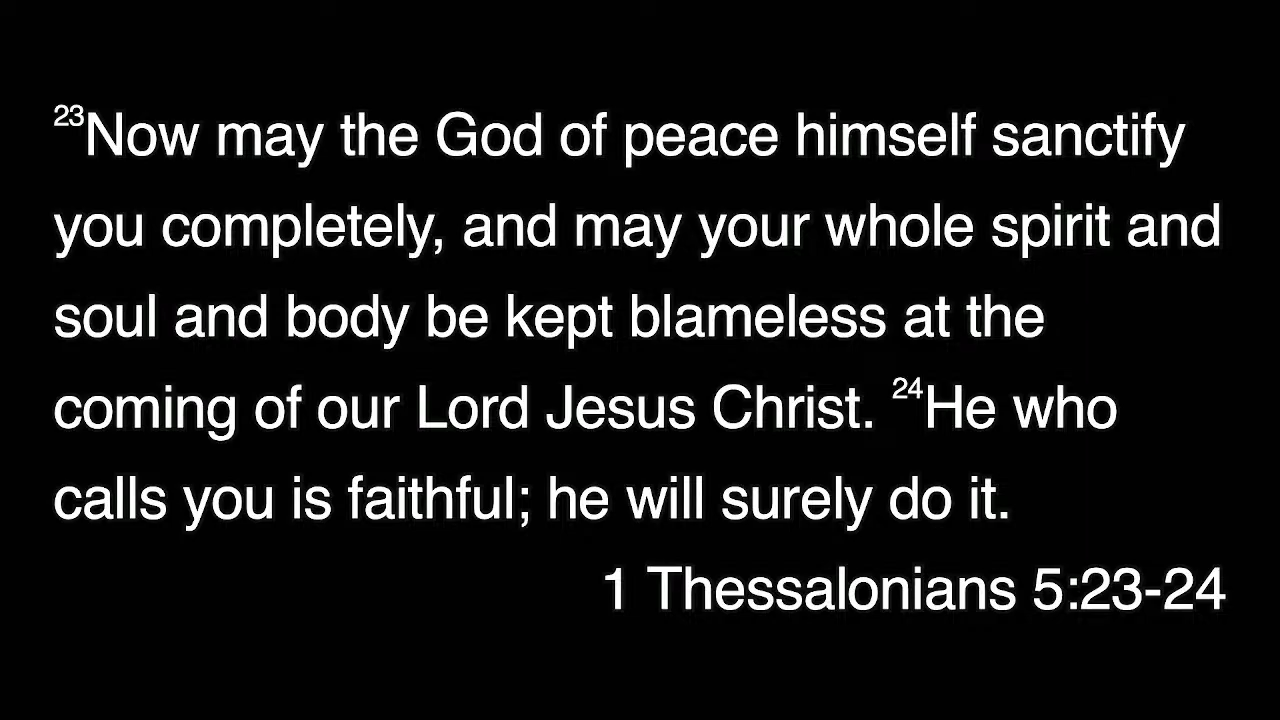 23Now may the God of peace himself sanctify
you completely, and may your whole spirit and
soul and body be kept blameless at the
coming of our Lord Jesus Christ. 24He who
calls you is faithful; he will surely do it.
1 Thessalonians 5:23-24